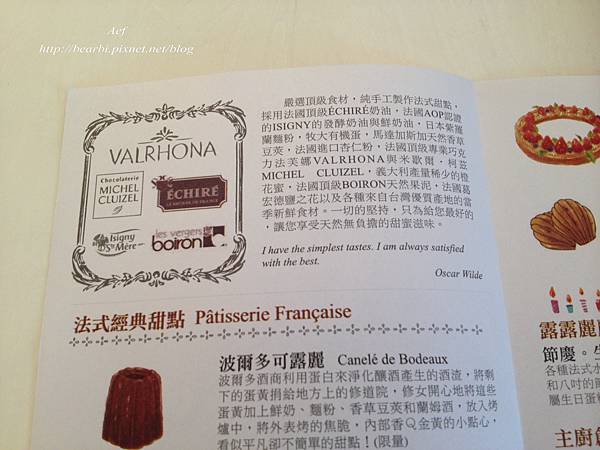 Aef
http://bearbi.pixnet.net/blog
VALRHONA
Chocolaterie
MICHEL
CLUIZEL
ÉCHIRÉ
Isigny
Ste Mère
les vergers
boiron
嚴選頂級食材，純手工製作法式甜點，
採用法國頂級ÉCHIRÉ奶油，法國AOP認證
的ISIGNY的發酵奶油與鮮奶油，日本紫羅
蘭麵粉，牧大有機蛋，馬達加斯加天然香草
豆莢，法國進口杏仁粉，法國頂級專業巧克
力法芙娜VALRHONA與米歇爾．柯茲
MICHEL CLUIZEL，義大利產量稀少的橙
花蜜，法國頂級BOIRON天然果泥，法國葛
宏德鹽之花以及各種來自台灣優質產地的當
季新鮮食材。一切的堅持，只為給您最好的
，讓您享受天然無負擔的甜蜜滋味。
I have the simplest tastes. I am always satisfied
with the best.
Oscar Wilde
法式經典甜點 Pâtisserie Française
波爾多可露麗 Canelé de Bodeaux
波爾多酒商利用蛋白來淨化釀酒產生的酒渣，將剩
下的蛋黃捐給地方上的修道院，修女開心地將這些
蛋黃加上鮮奶、麵粉、香草豆莢和蘭姆酒，放入烤
爐中，將外表烤的焦脆，內部香Q金黃的小點心，
看似平凡卻不簡單的甜點！(限量)
露露麗
節慶。生
各種法式水
和八吋的
屬生日蛋
主廚創